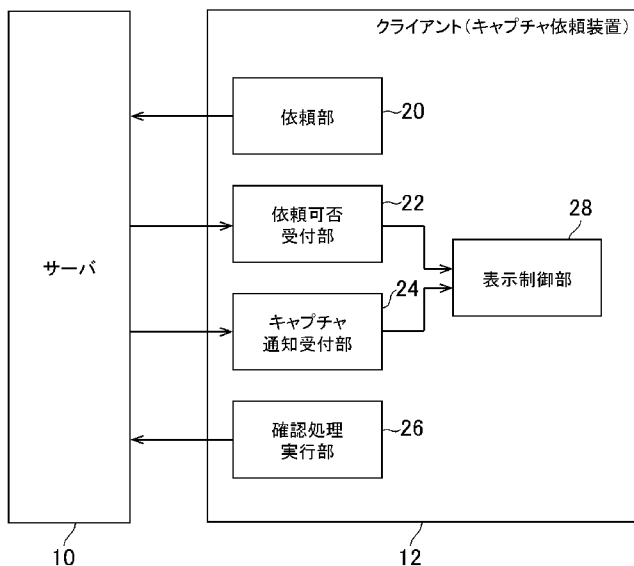 クライアント(キャプチャ依頼装置)
依頼部
20
依頼可否
受付部
22
サーバ
キャプチャ
通知受付部
24
表示制御部
28
確認処理
実行部
26
10
12